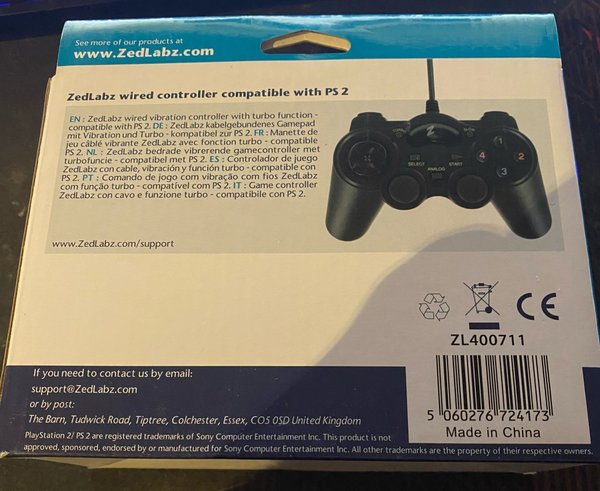 See more of our products at
www.ZedLabz.com
ZedLabz wired controller compatible with PS 2
EN : ZedLabz wired vibration controller with turbo function -
compatible with PS 2. DE : ZedLabz kabelgebundenes Gamepad
mit Vibration und Turbo - kompatibel zur PS 2. FR : Manette de
jeu câblé vibrante ZedLabz avec fonction turbo - compatible
PS 2. NL : ZedLabz bedrade vibrerende gamecontroller met
turbofuncie - compatibel met PS 2. ES : Controlador de juego
ZedLabz con cable, vibración y función turbo - compatible con
PS 2. PT : Comando de jogo com vibração com fios ZedLabz
com função turbo - compatível com PS 2. IT : Game controller
ZedLabz con cavo e funzione turbo - compatibile con PS 2.
www.ZedLabz.com/support
SELECT START
ANALOG
4 2
3
CE
ZL400711
5 060276 724173
Made in China
If you need to contact us by email:
support@ZedLabz.com
or by post:
The Barn, Tudwick Road, Tiptree, Colchester, Essex, CO5 0SD United Kingdom
PlayStation 2/ PS 2 are registered trademarks of Sony Computer Entertainment Inc. This product is not
approved, sponsored, endorsed by or manufactured for Sony Computer Entertainment Inc. All other trademarks are the property of their respective owners.